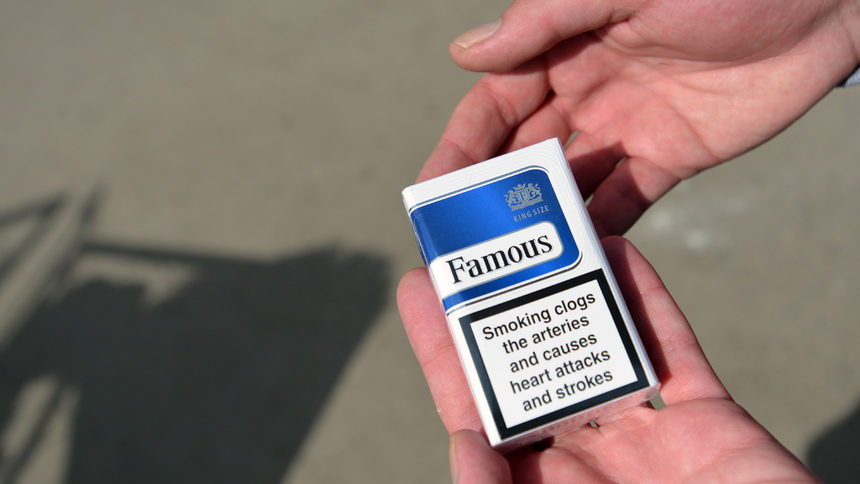 KING SIZE
Famous
Smoking clogs
the arteries
and causes
heart attacks
and strokes